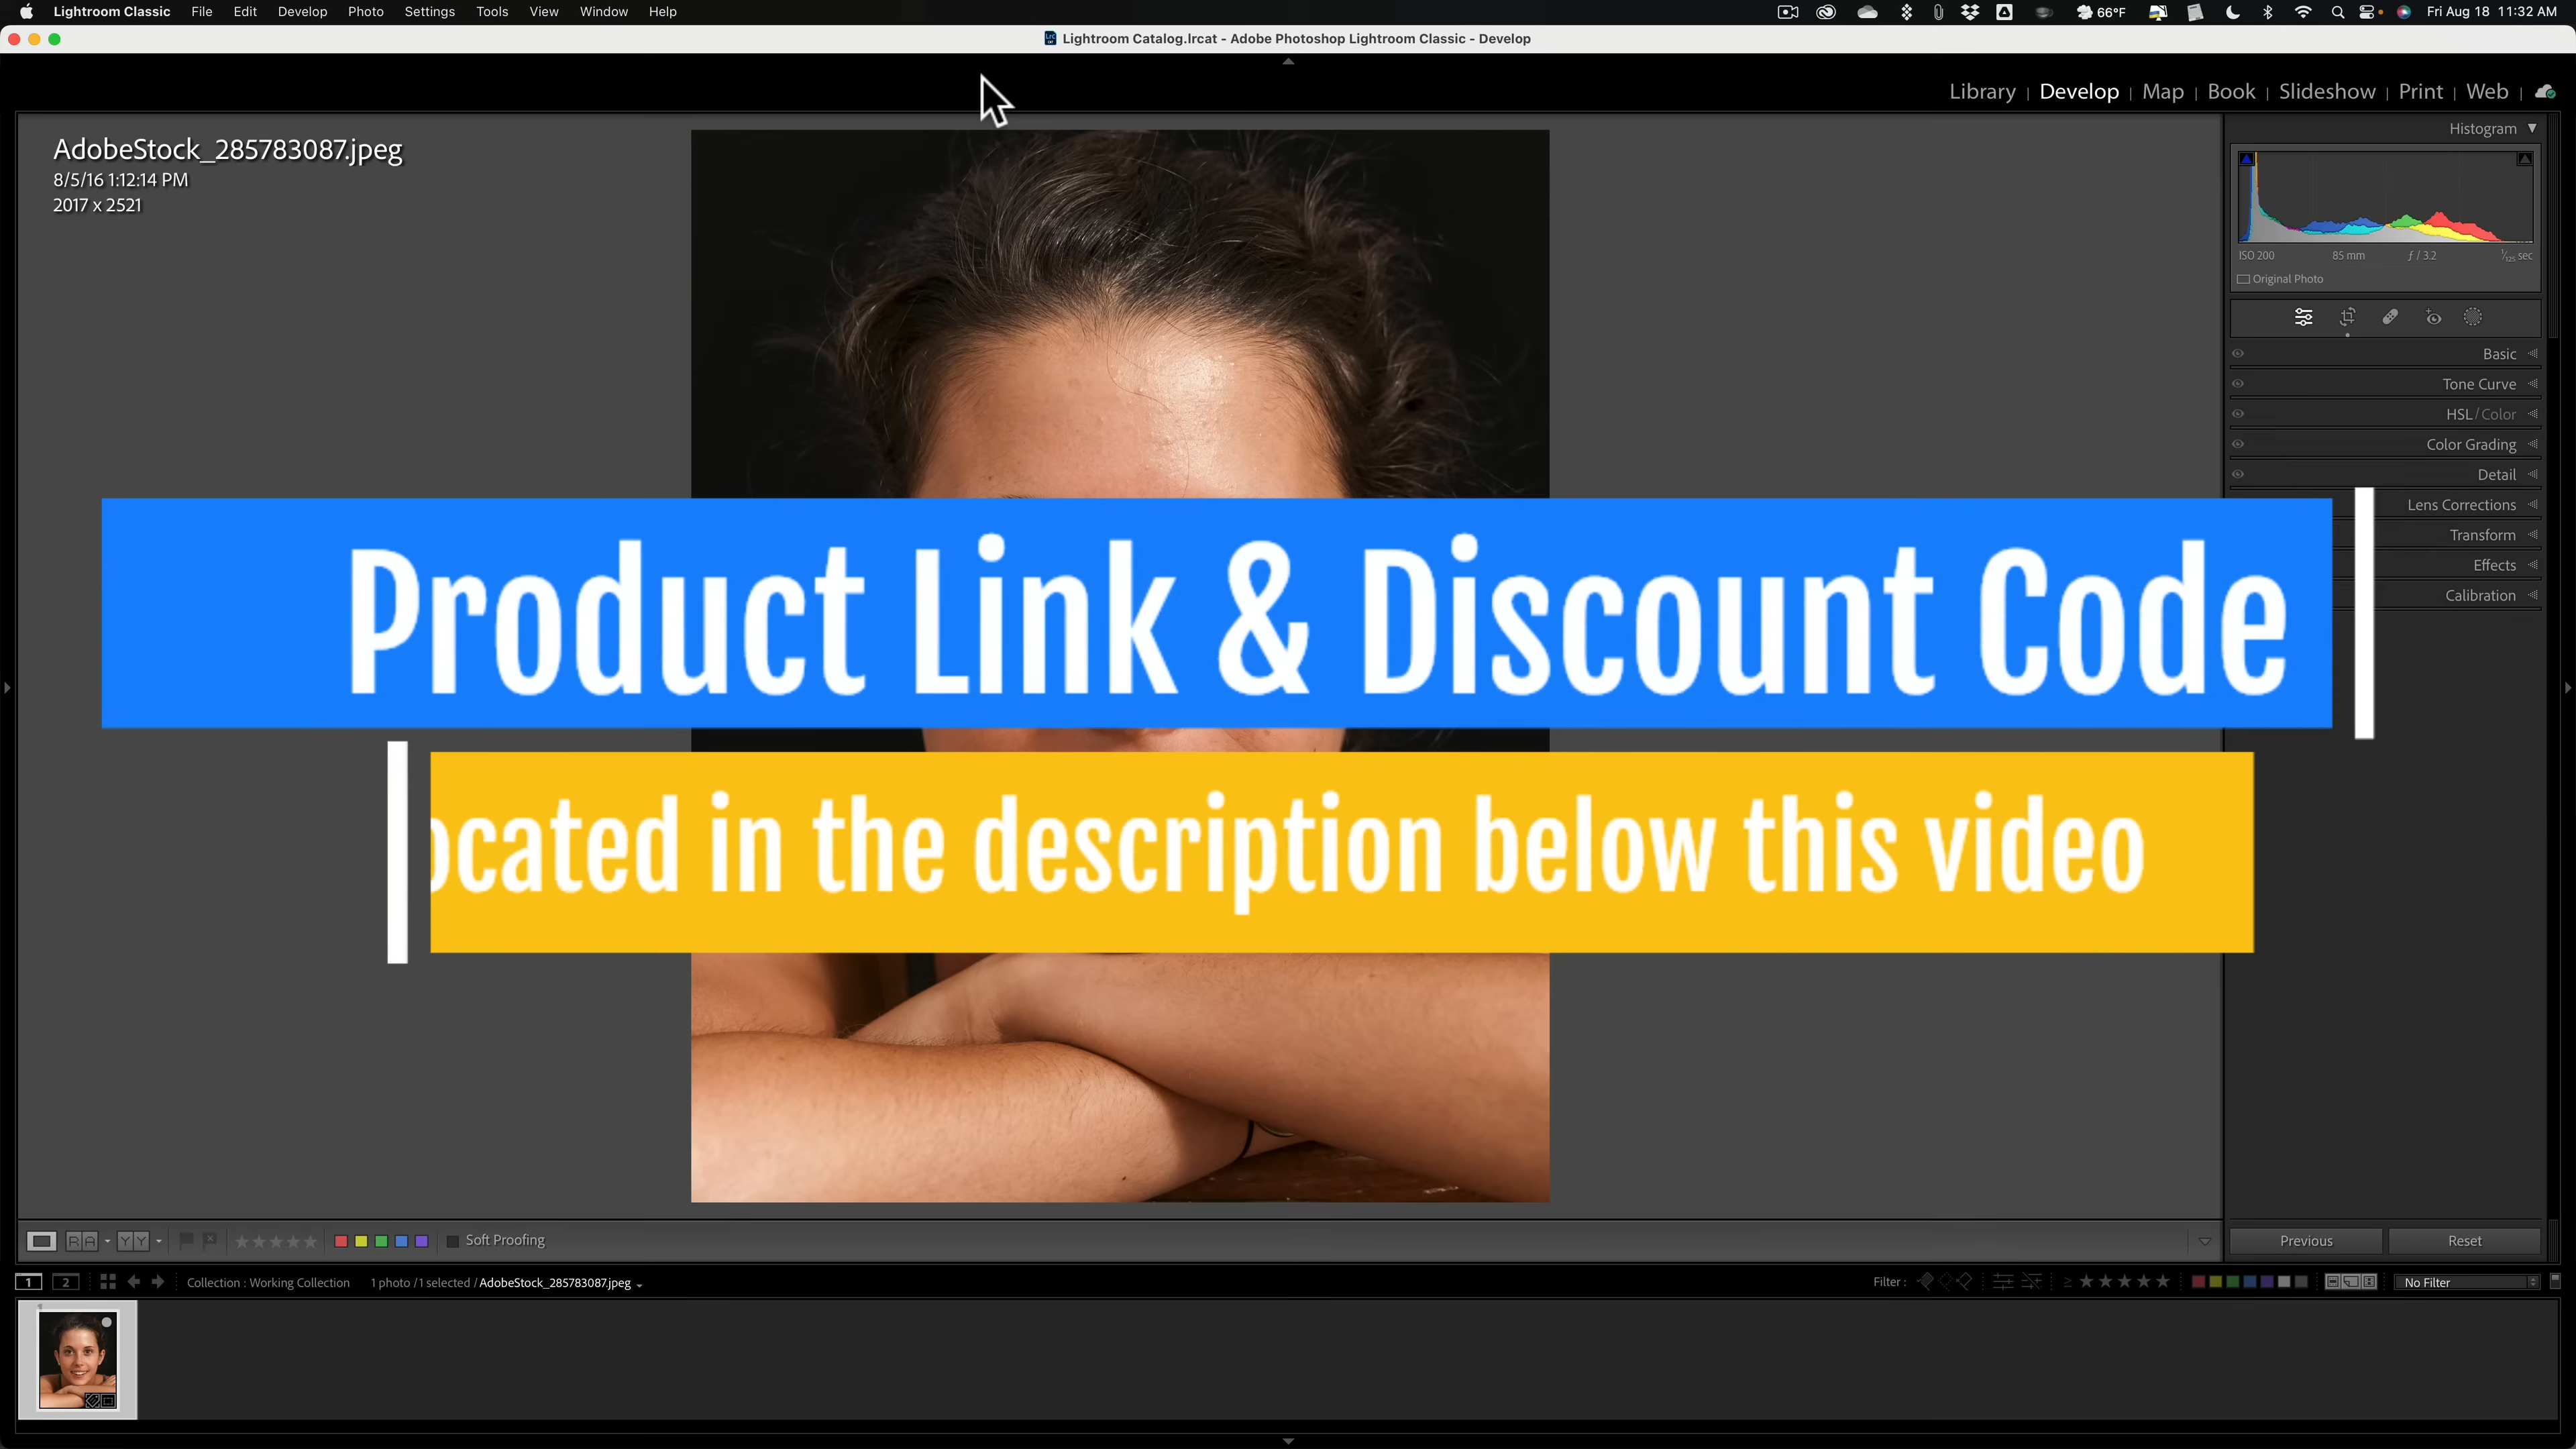 Lightroom Classic File Edit Develop Photo Settings Tools View Window Help
66°F Fri Aug 18 11:32 AM
Lightroom Catalog.lrcat - Adobe Photoshop Lightroom Classic - Develop
Library | Develop | Map | Book | Slideshow | Print | Web |
AdobeStock_285783087.jpeg
8/5/16 1:12:14 PM
2017 x 2521
Histogram
ISO 200 85 mm ƒ / 3.2 1/125 sec
Original Photo
Basic
Tone Curve
HSL / Color
Color Grading
Detail
Lens Corrections
Transform
Effects
Calibration
Product Link & Discount Code
ocated in the description below this video
R A Y Y Soft Proofing
Previous Reset
1 2 Collection : Working Collection 1 photo / 1 selected / AdobeStock_285783087.jpeg
Filter : ≥ No Filter